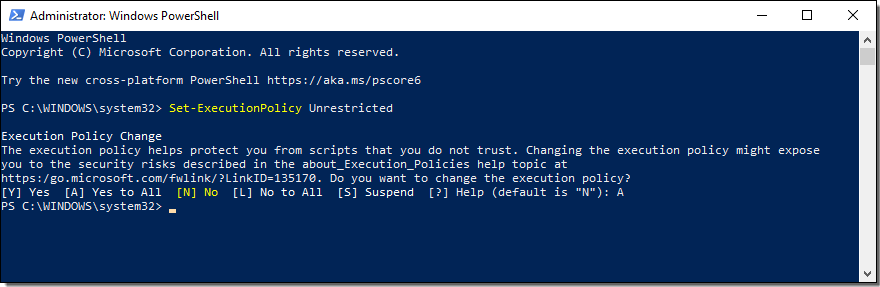 Administrator: Windows PowerShell
Windows PowerShell
Copyright (C) Microsoft Corporation. All rights reserved.
Try the new cross-platform PowerShell https://aka.ms/pscore6
PS C:\WINDOWS\system32> Set-ExecutionPolicy Unrestricted
Execution Policy Change
The execution policy helps protect you from scripts that you do not trust. Changing the execution policy might expose
you to the security risks described in the about_Execution_Policies help topic at
https:/go.microsoft.com/fwlink/?LinkID=135170. Do you want to change the execution policy?
[Y] Yes  [A] Yes to All  [N] No  [L] No to All  [S] Suspend  [?] Help (default is "N"): A
PS C:\WINDOWS\system32>